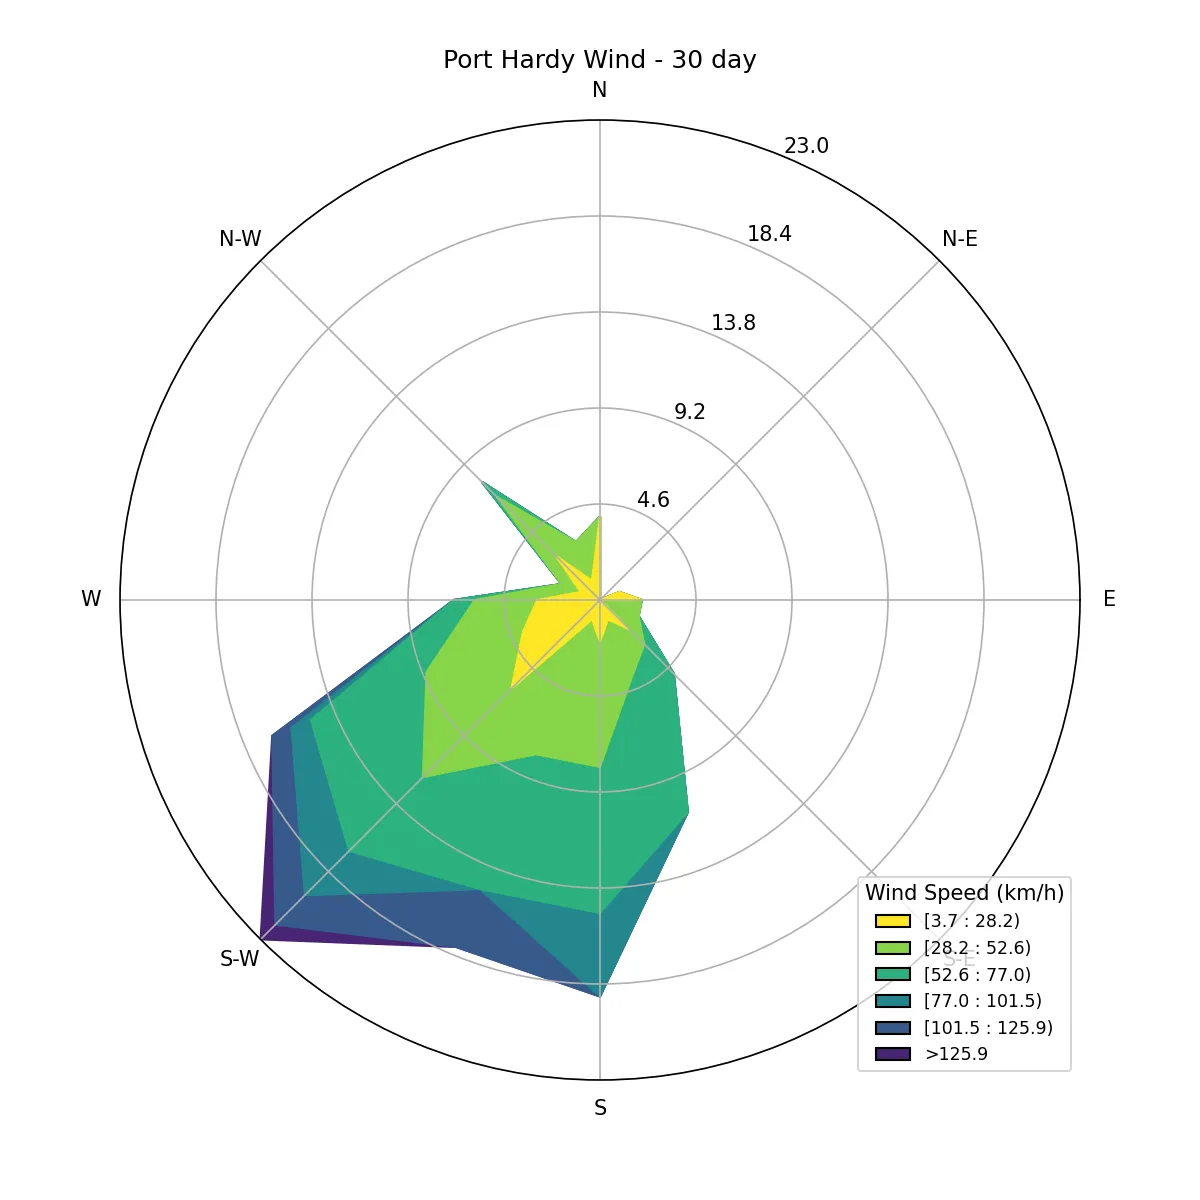 Port Hardy Wind - 30 day
N
23.0
18.4
N-W
N-E
13.8
9.2
4.6
W
E
Wind Speed (km/h)
[3.7 : 28.2)
[28.2 : 52.6)
S-W
S-E
[52.6 : 77.0)
[77.0 : 101.5)
[101.5 : 125.9)
>125.9
S